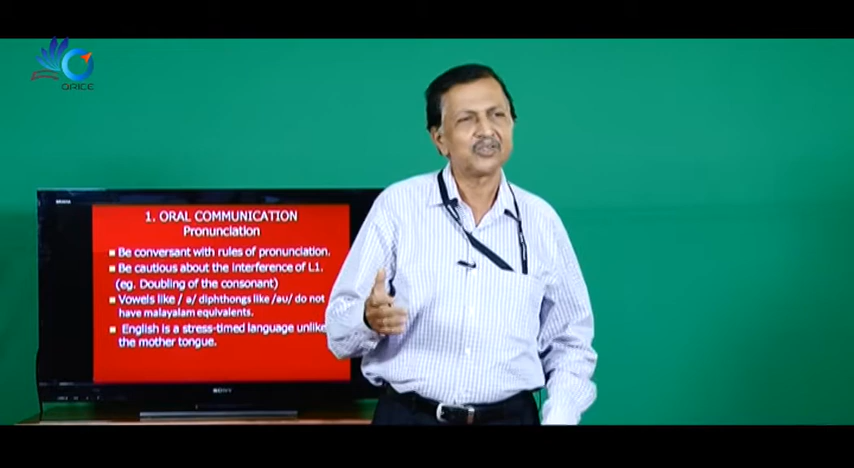 QRICE
1. ORAL COMMUNICATION
Pronunciation
Be conversant with rules of pronunciation.
Be cautious about the interference of L1.
(eg. Doubling of the consonant)
Vowels like / ə/ diphthongs like /əʊ/ do not
have malayalam equivalents.
English is a stress-timed language unlike
the mother tongue.
SONY